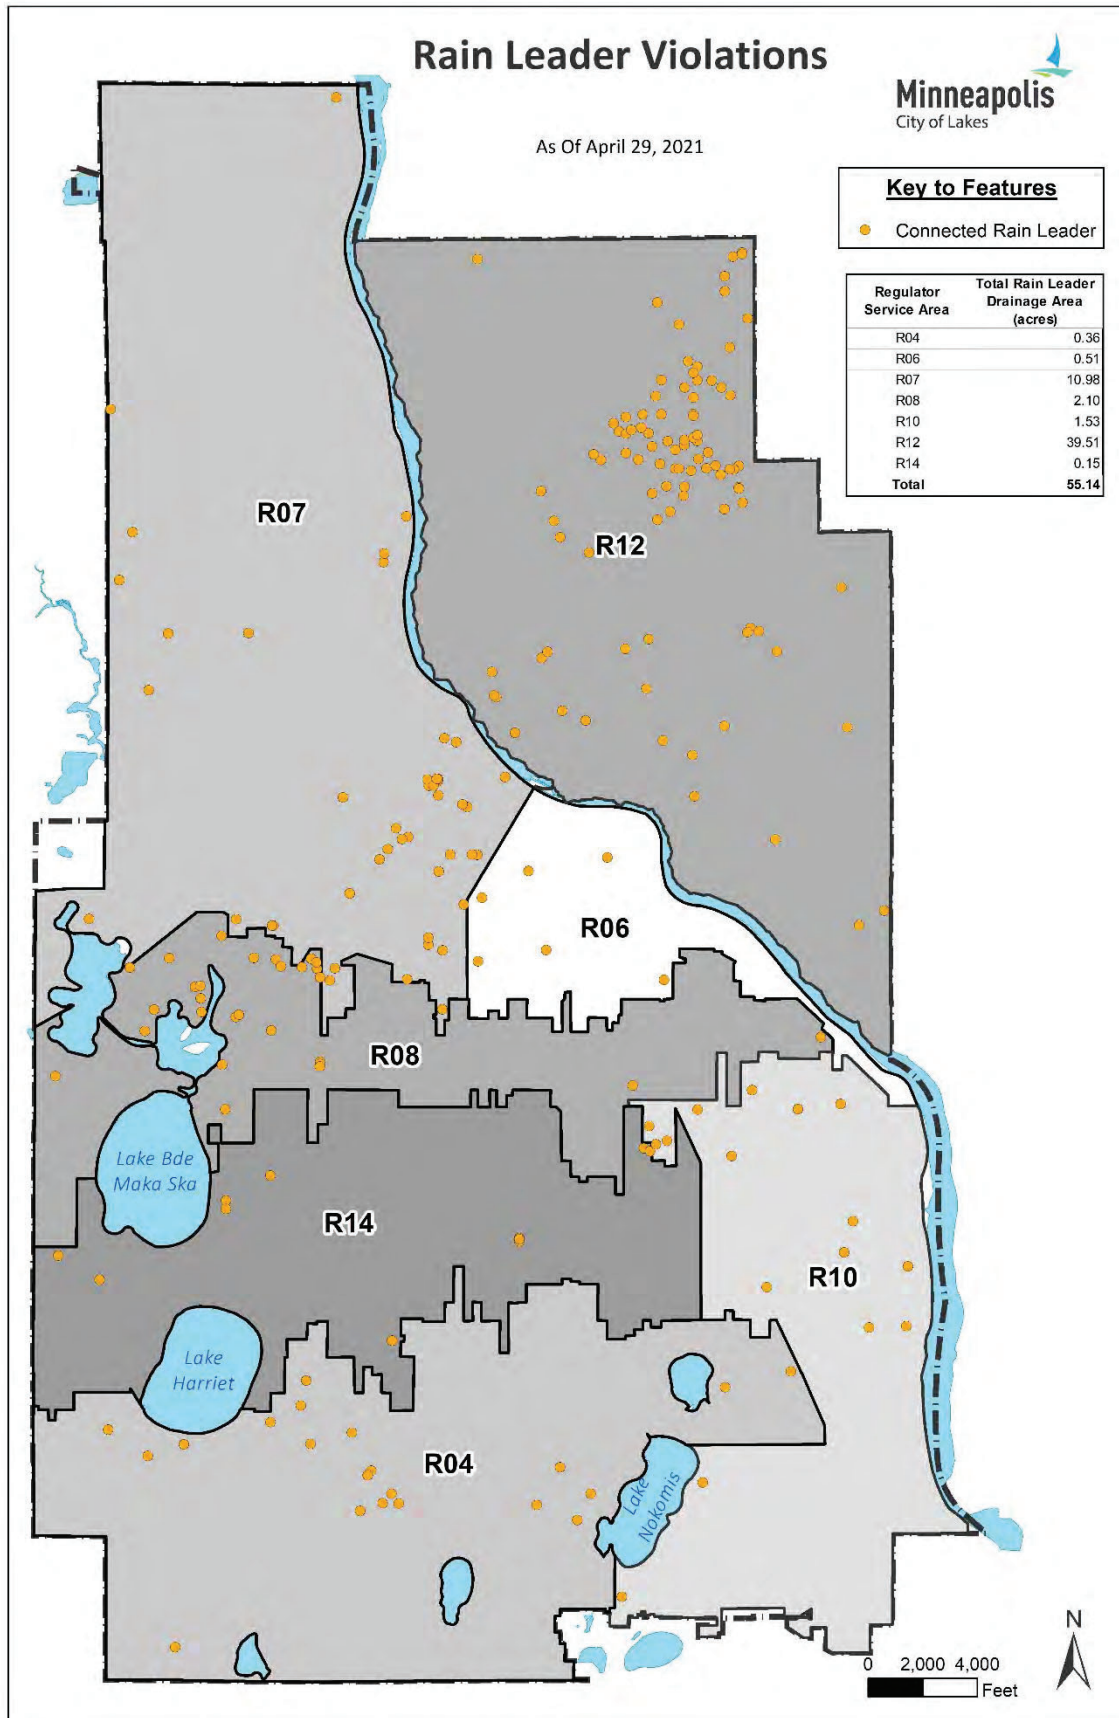 Rain Leader Violations
As Of April 29, 2021
Minneapolis
City of Lakes
Key to Features
Connected Rain Leader
Regulator Service Area Total Rain Leader Drainage Area (acres)
R04 0.36
R06 0.51
R07 10.98
R08 2.10
R10 1.53
R12 39.51
R14 0.15
Total 55.14
R07
R12
R06
R08
Lake Bde
Maka Ska
R14
R10
Lake
Harriet
R04
Lake
Nokomis
N
0 2,000 4,000
Feet